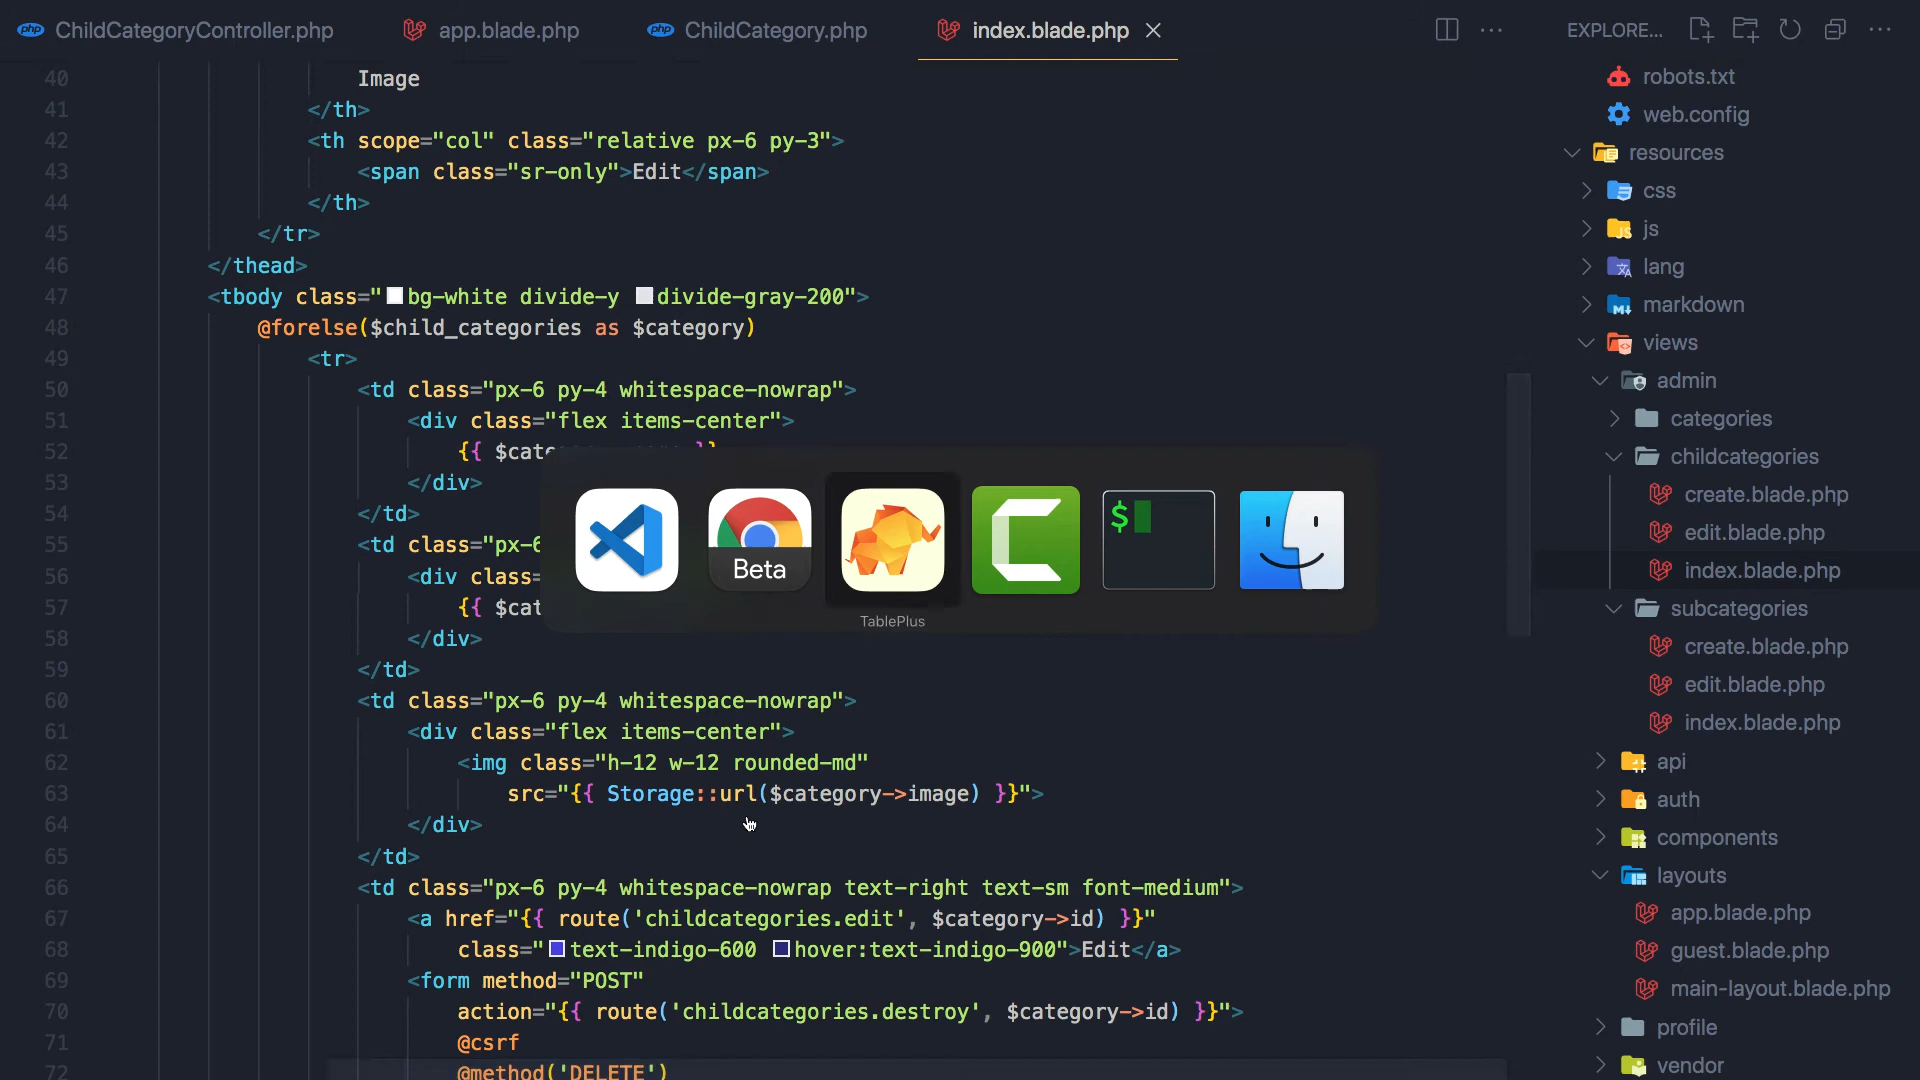 php ChildCategoryController.php
app.blade.php
php ChildCategory.php
index.blade.php
EXPLORE...
40 Image
41 </th>
42 <th scope="col" class="relative px-6 py-3">
43 <span class="sr-only">Edit</span>
44 </th>
45 </tr>
46 </thead>
47 <tbody class="bg-white divide-y divide-gray-200">
48 @forelse($child_categories as $category)
49 <tr>
50 <td class="px-6 py-4 whitespace-nowrap">
51 <div class="flex items-center">
52 {{
53 </div>
54 </td>
55 <td
56 <div class=
57 {{ $cat
58 </div>
59 </td>
60 <td class="px-6 py-4 whitespace-nowrap">
61 <div class="flex items-center">
62 <img class="h-12 w-12 rounded-md"
63 src="{{ Storage::url($category->image) }}">
64 </div>
65 </td>
66 <td class="px-6 py-4 whitespace-nowrap text-right text-sm font-medium">
67 <a href="{{ route('childcategories.edit', $category->id) }}"
68 class="text-indigo-600 hover:text-indigo-900">Edit</a>
69 <form method="POST"
70 action="{{ route('childcategories.destroy', $category->id) }}">
71 @csrf
72 @method('DELETE')
Beta
$
TablePlus
robots.txt
web.config
resources
css
js
lang
markdown
views
admin
categories
childcategories
create.blade.php
edit.blade.php
index.blade.php
subcategories
create.blade.php
edit.blade.php
index.blade.php
api
auth
components
layouts
app.blade.php
guest.blade.php
main-layout.blade.php
profile
vendor